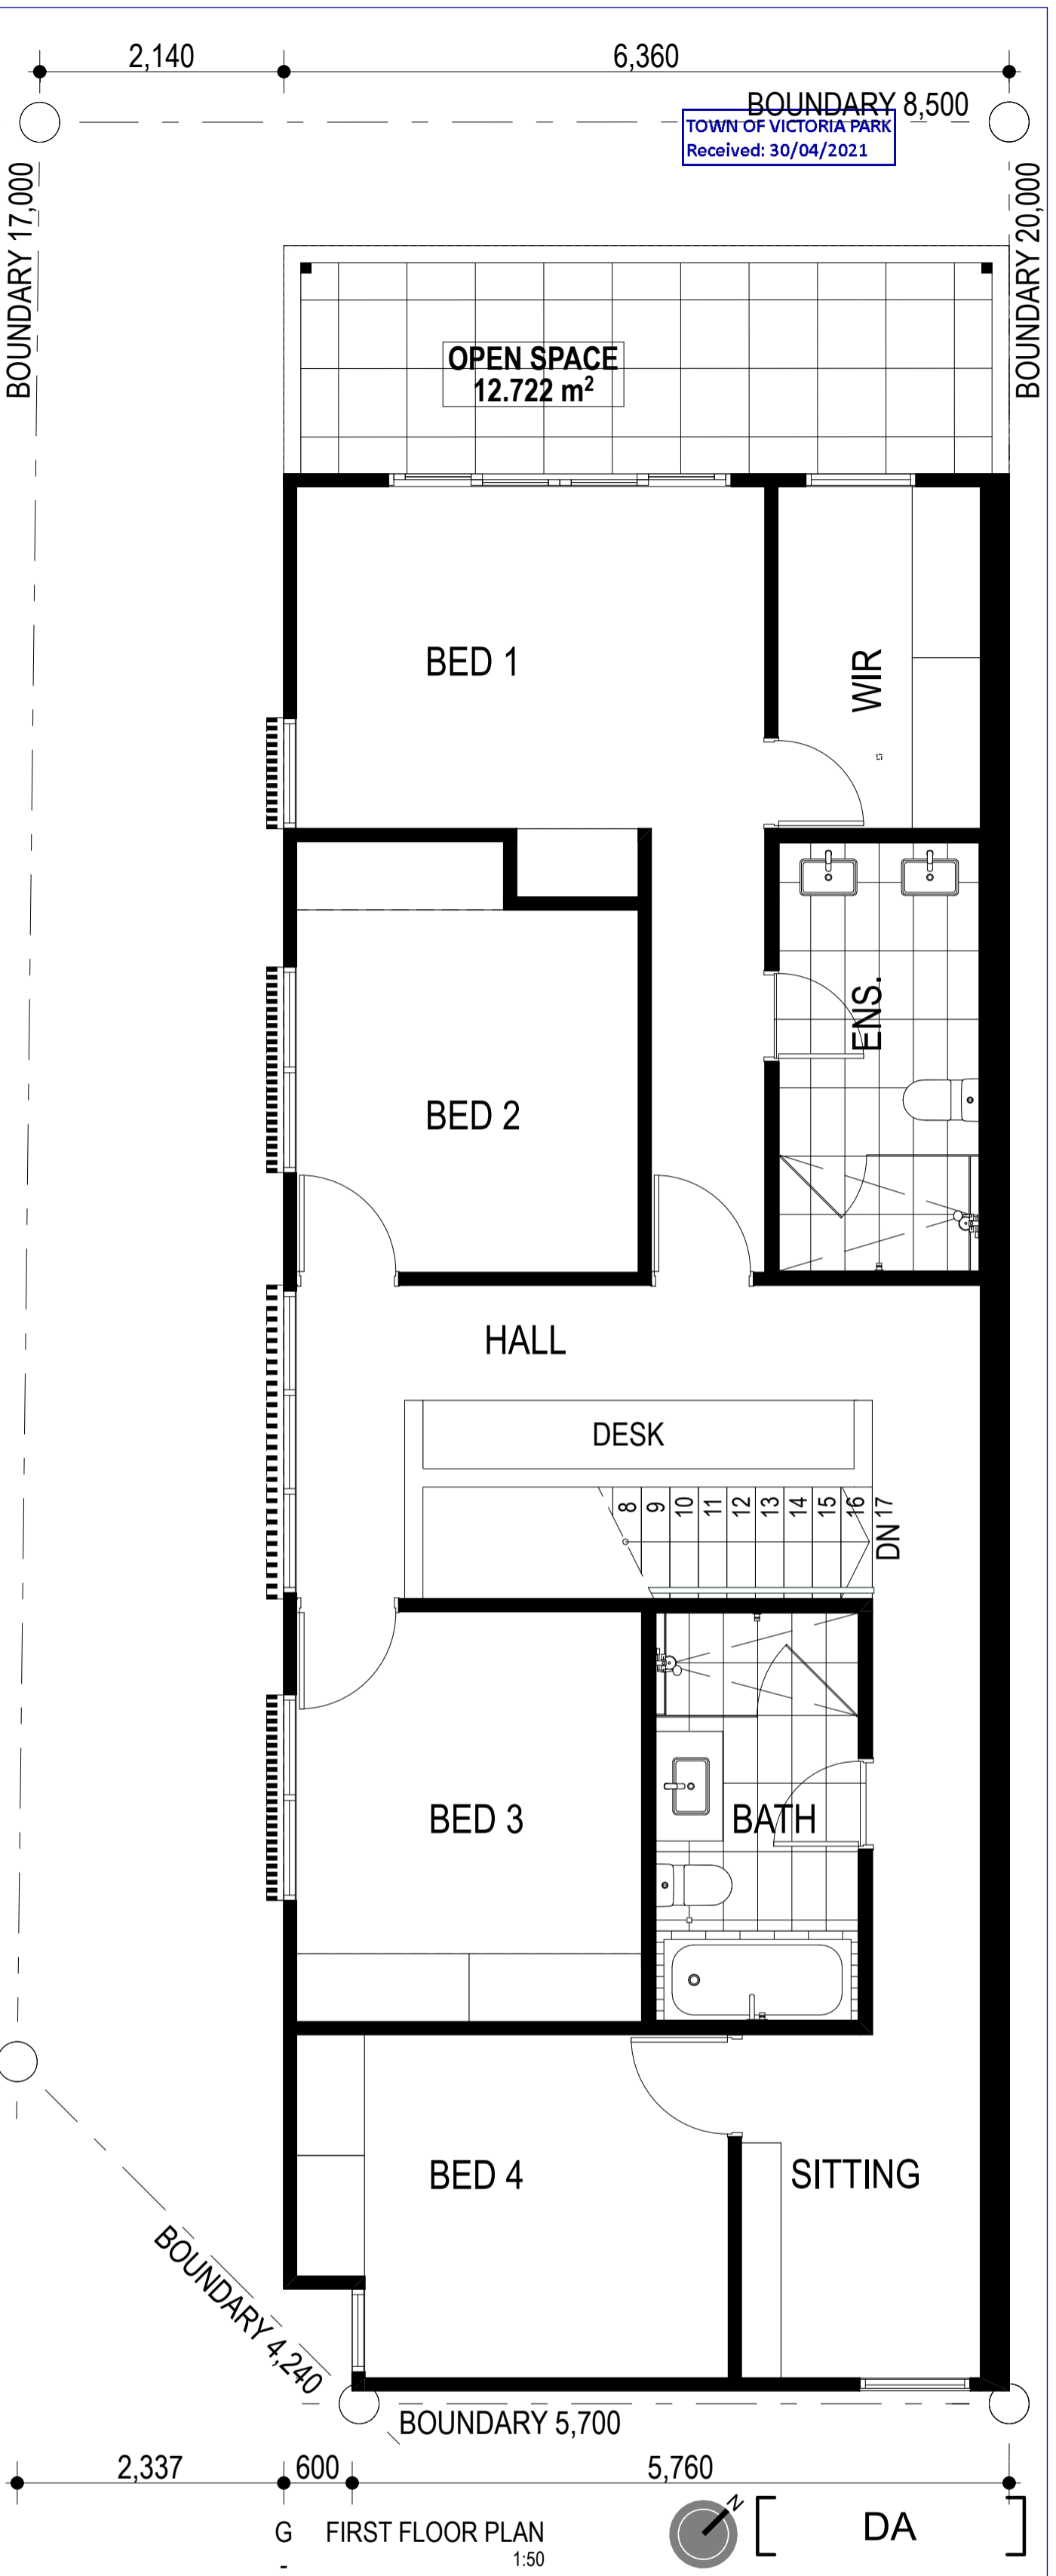 2,140
6,360
BOUNDARY 8,500
TOWN OF VICTORIA PARK
Received: 30/04/2021
BOUNDARY 17,000
BOUNDARY 20,000
OPEN SPACE
12.722 m²
BED 1
WIR
ENS.
BED 2
HALL
DESK
8
9
10
11
12
13
14
15
16
17
DN
BED 3
BATH
BED 4
SITTING
BOUNDARY 4,240
BOUNDARY 5,700
2,337
600
5,760
N
G
FIRST FLOOR PLAN
[ DA ]
-
1:50